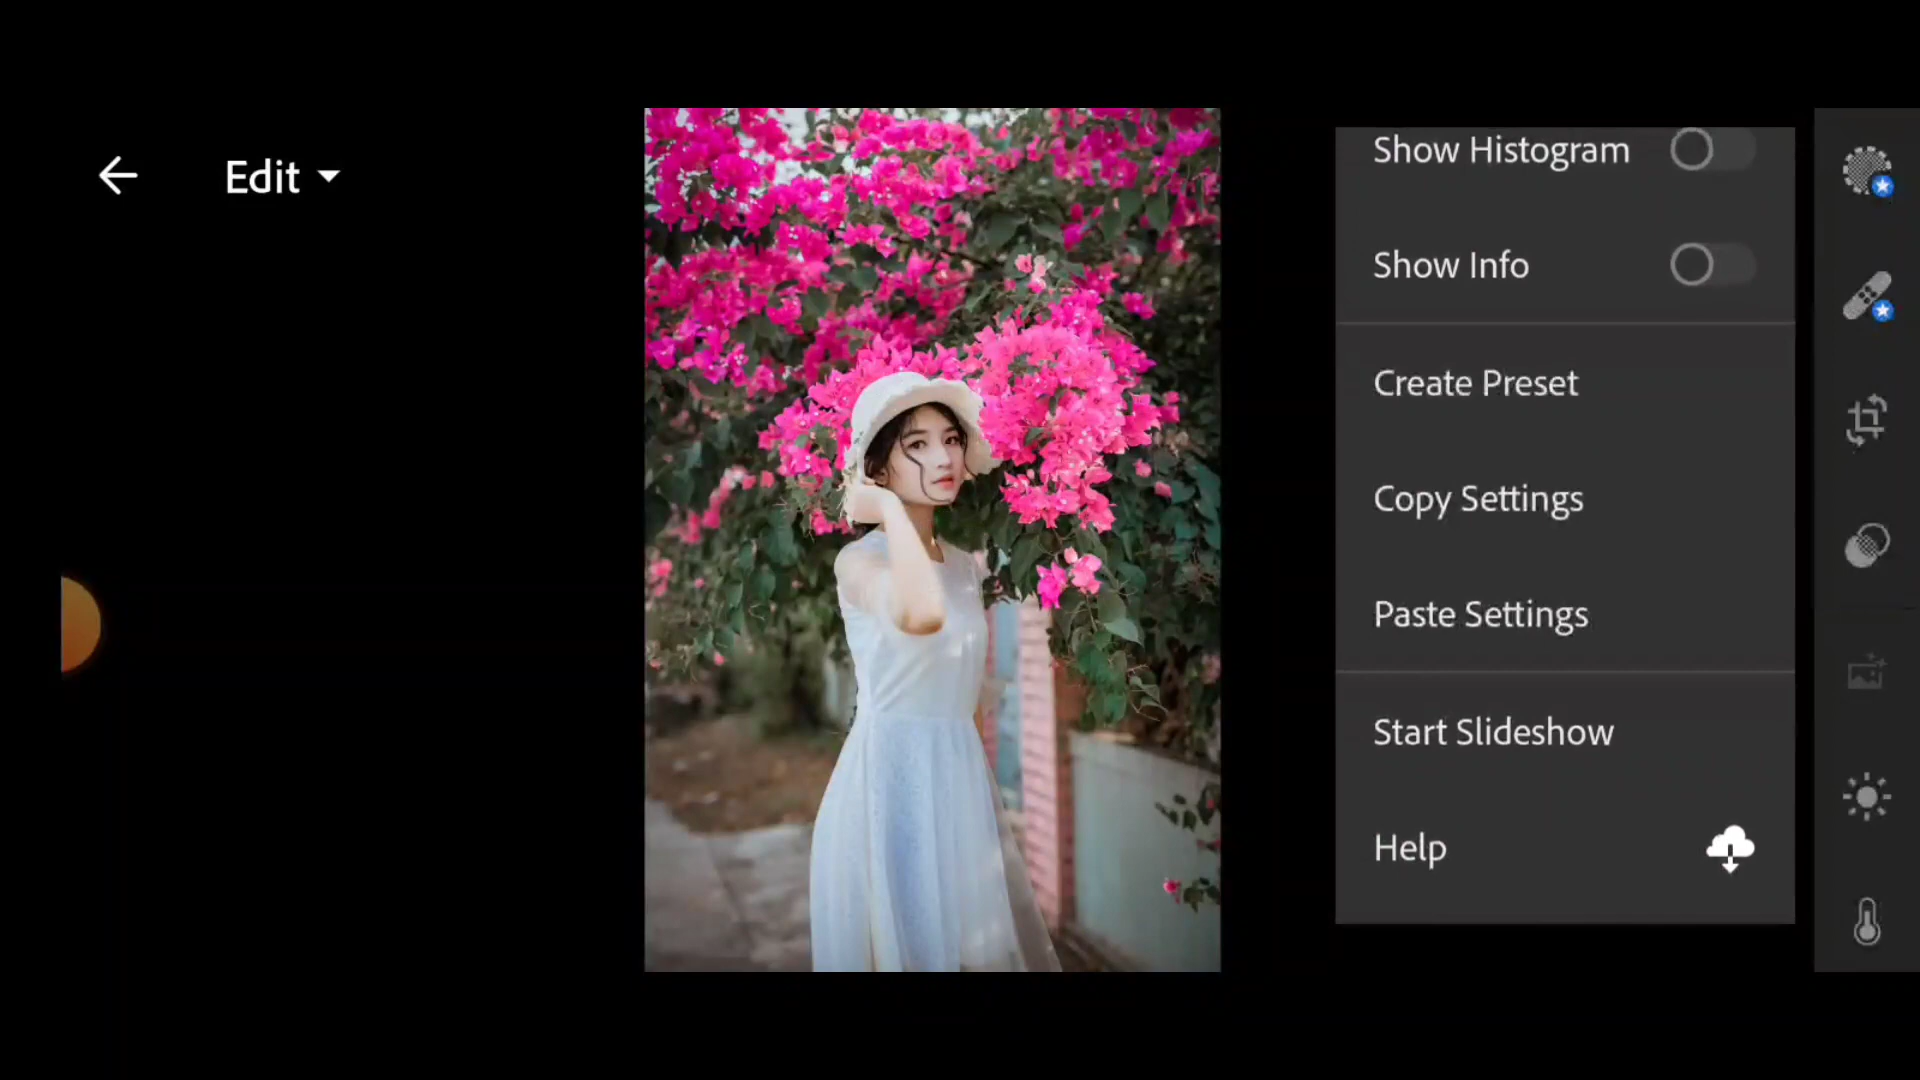 Edit
Show Histogram
Show Info
Create Preset
Copy Settings
Paste Settings
Start Slideshow
Help